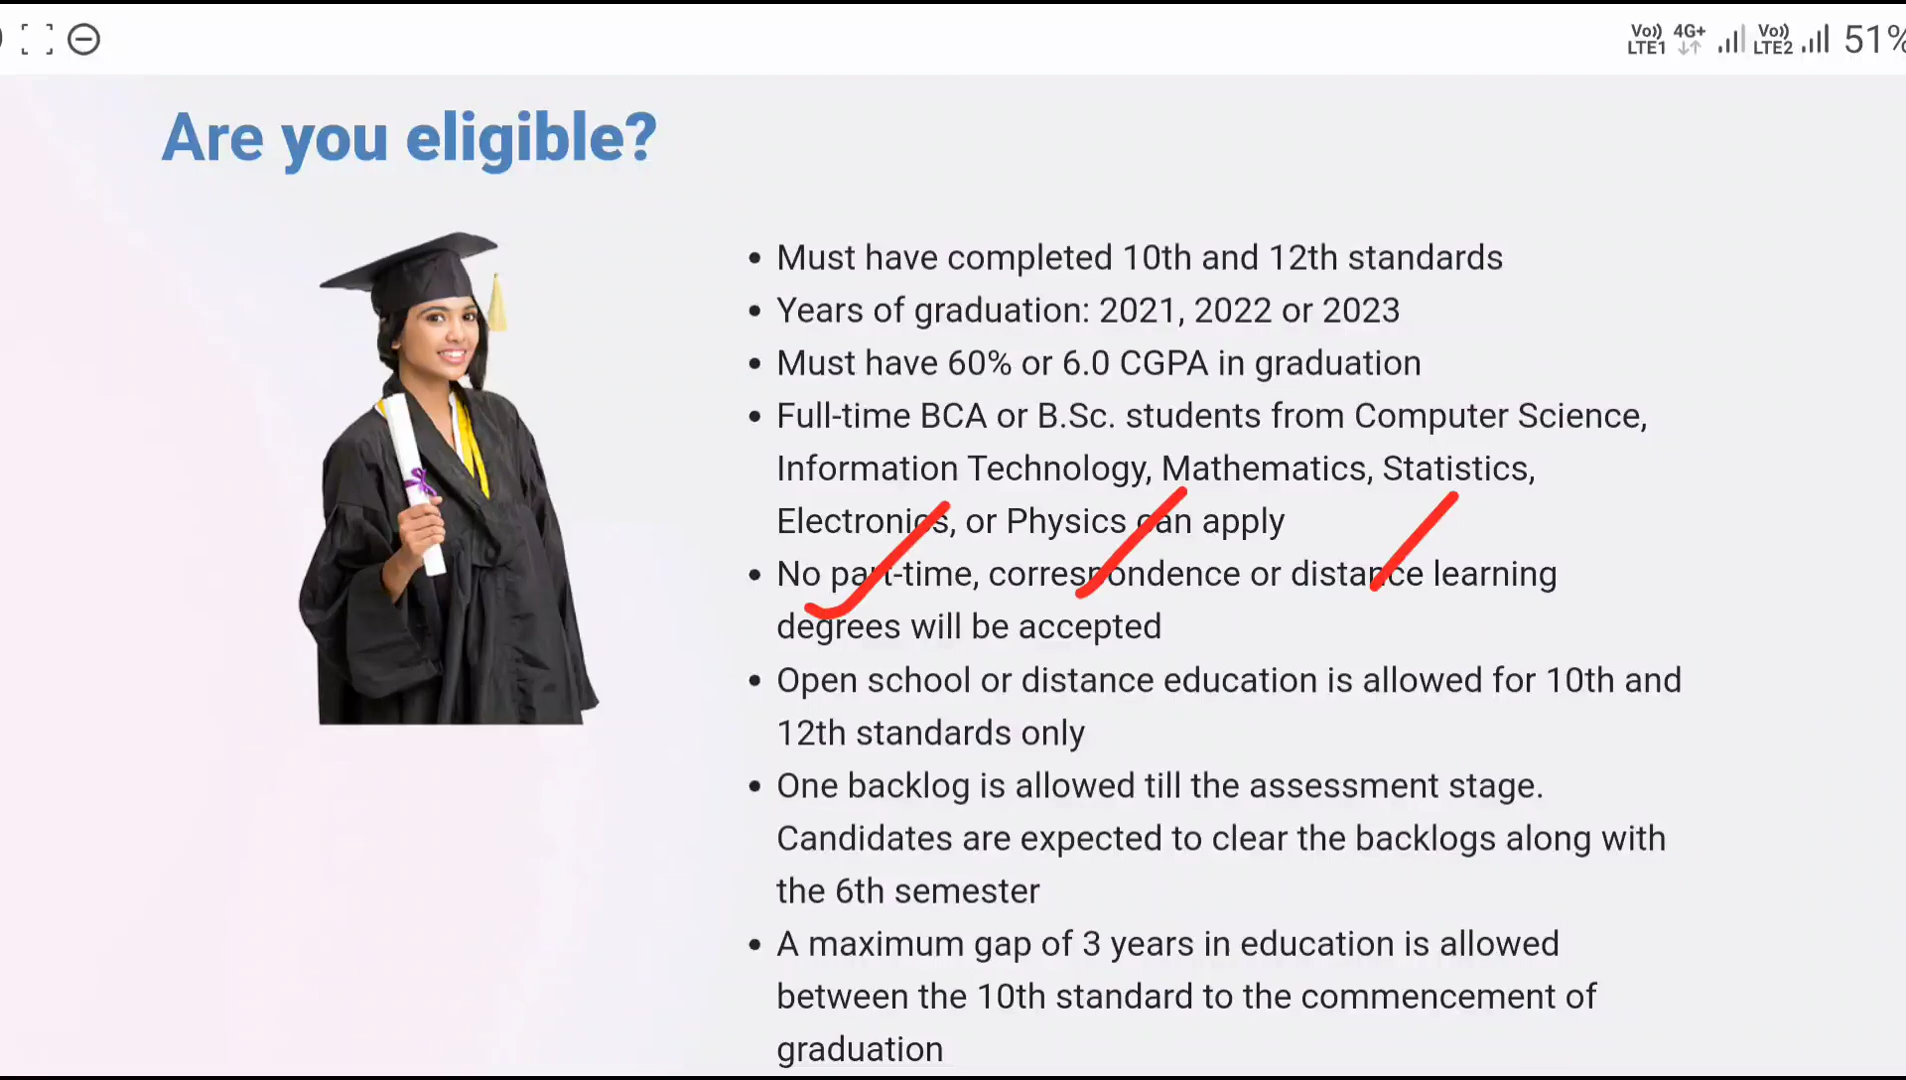 Vo)) LTE1 4G+ Vo)) LTE2 51%
Are you eligible?
Must have completed 10th and 12th standards
Years of graduation: 2021, 2022 or 2023
Must have 60% or 6.0 CGPA in graduation
Full-time BCA or B.Sc. students from Computer Science,
Information Technology, Mathematics, Statistics,
Electronics, or Physics can apply
No part-time, correspondence or distance learning
degrees will be accepted
Open school or distance education is allowed for 10th and
12th standards only
One backlog is allowed till the assessment stage.
Candidates are expected to clear the backlogs along with
the 6th semester
A maximum gap of 3 years in education is allowed
between the 10th standard to the commencement of
graduation